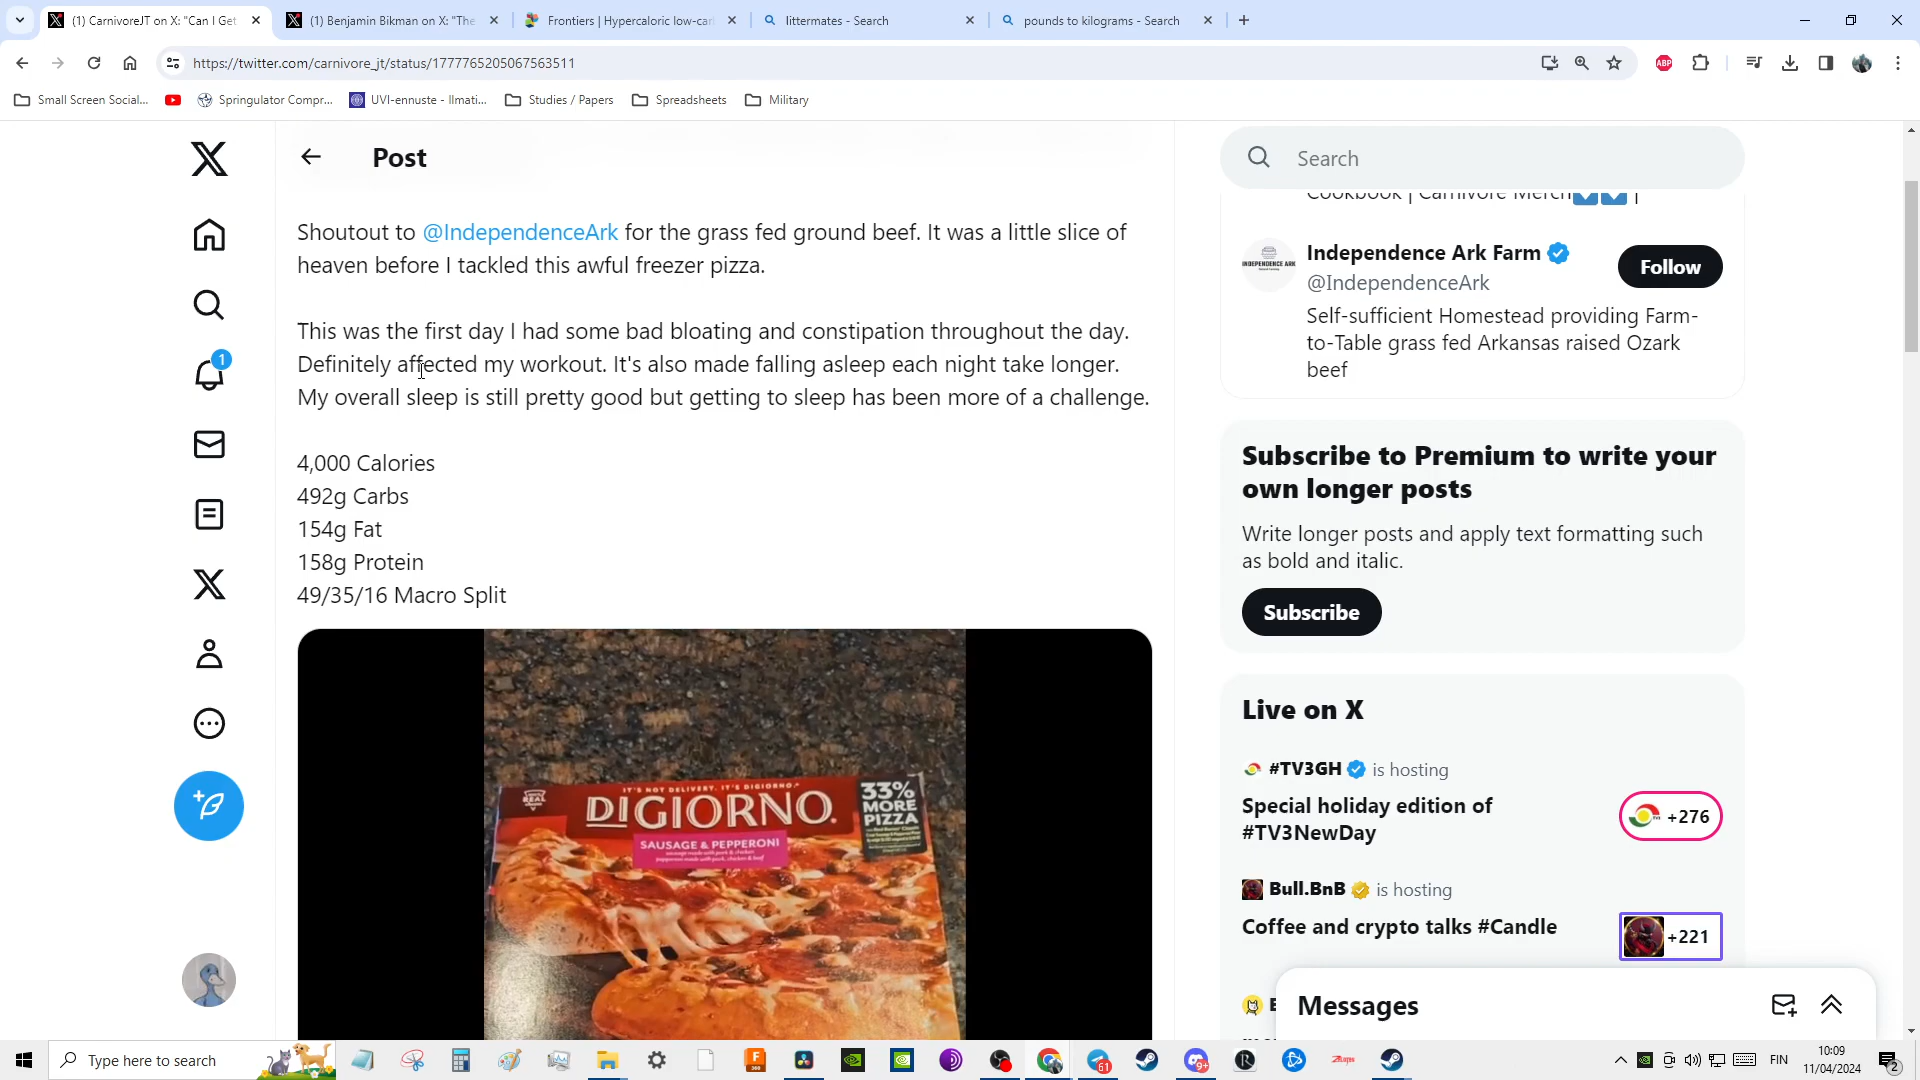 (1) CarnivoreJT on X: "Can I Get
(1) Benjamin Bikman on X: "The
Frontiers | Hypercaloric low-car
littermates - Search
pounds to kilograms - Search
https://twitter.com/carnivore_jt/status/1777765205067563511
ABP
Small Screen Social...
Springulator Compr...
UVI-ennuste - Ilmati...
Studies / Papers
Spreadsheets
Military
Post
Search
Shoutout to @IndependenceArk for the grass fed ground beef. It was a little slice of
heaven before I tackled this awful freezer pizza.
This was the first day I had some bad bloating and constipation throughout the day.
Definitely affected my workout. It's also made falling asleep each night take longer.
My overall sleep is still pretty good but getting to sleep has been more of a challenge.
4,000 Calories
492g Carbs
154g Fat
158g Protein
49/35/16 Macro Split
IT'S NOT DELIVERY. IT'S DIGIORNO.
DIGIORNO.
SAUSAGE & PEPPERONI
33%
MORE
PIZZA
1
Cookbook | Carnivore Merch |
INDEPENDENCE ARK
Independence Ark Farm
@IndependenceArk
Follow
Self-sufficient Homestead providing Farm-
to-Table grass fed Arkansas raised Ozark
beef
Subscribe to Premium to write your
own longer posts
Write longer posts and apply text formatting such
as bold and italic.
Subscribe
Live on X
#TV3GH is hosting
Special holiday edition of
#TV3NewDay
+276
Bull.BnB is hosting
Coffee and crypto talks #Candle
+221
Messages
Type here to search
61
9+
FIN
10:09
11/04/2024
2